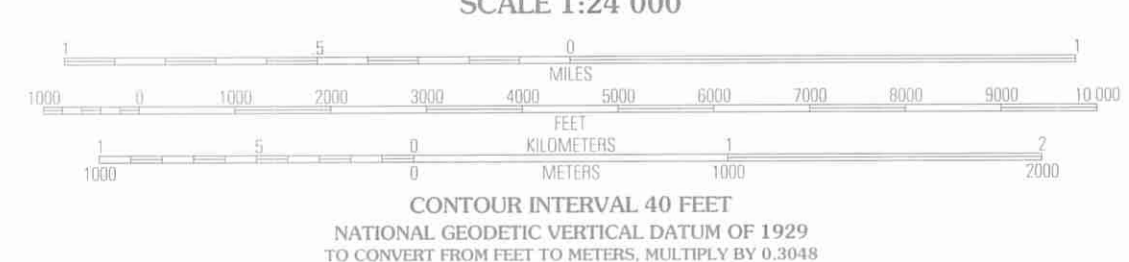 SCALE 1:24 000
1 .5 0 1
MILES
1000 0 1000 2000 3000 4000 5000 6000 7000 8000 9000 10 000
FEET
1 .5 0 KILOMETERS 1 2
1000 0 METERS 1000 2000
CONTOUR INTERVAL 40 FEET
NATIONAL GEODETIC VERTICAL DATUM OF 1929
TO CONVERT FROM FEET TO METERS, MULTIPLY BY 0.3048